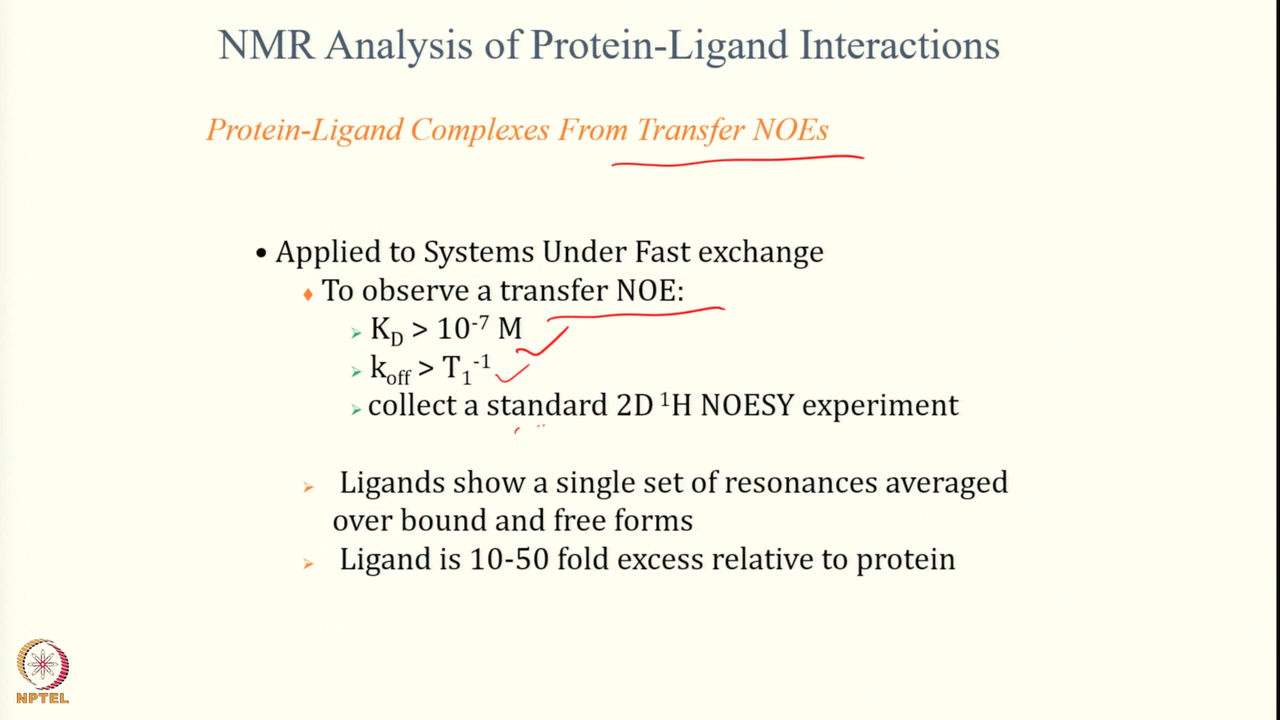 NMR Analysis of Protein-Ligand Interactions
Protein-Ligand Complexes From Transfer NOEs
• Applied to Systems Under Fast exchange
♦ To observe a transfer NOE:
➢ K_D > 10⁻⁷ M
➢ k_off > T₁⁻¹
➢ collect a standard 2D ¹H NOESY experiment
➢ Ligands show a single set of resonances averaged
over bound and free forms
➢ Ligand is 10-50 fold excess relative to protein
NPTEL